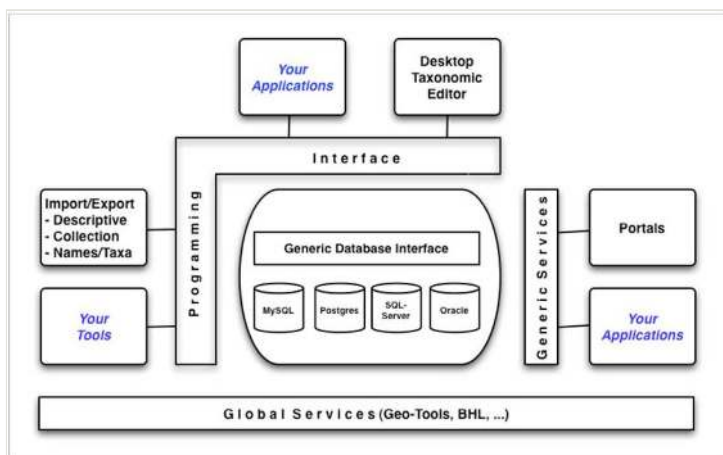 Your
Applications
Desktop
Taxonomic
Editor
Interface
Programming
Import/Export
- Descriptive
- Collection
- Names/Taxa
Your
Tools
Generic Database Interface
MySQL
Postgres
SQL-
Server
Oracle
Generic Services
Portals
Your
Applications
Global Services (Geo-Tools, BHL, ...)